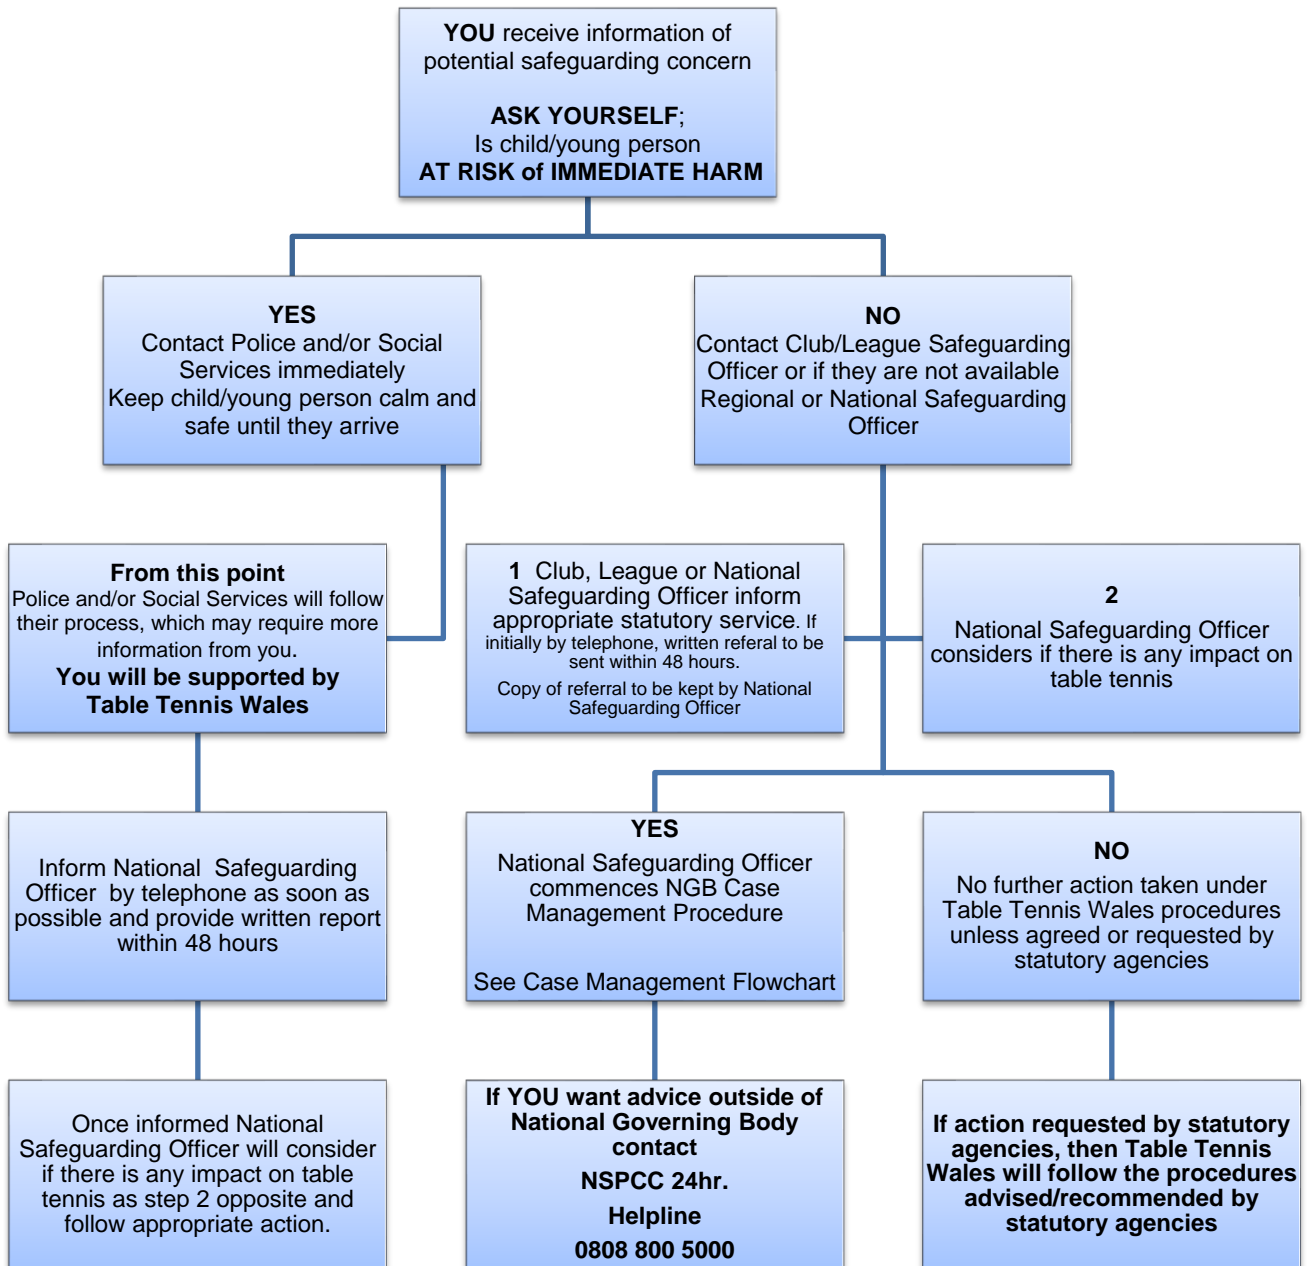 YOU receive information of
potential safeguarding concern
ASK YOURSELF;
Is child/young person
AT RISK of IMMEDIATE HARM
YES
Contact Police and/or Social
Services immediately
Keep child/young person calm and
safe until they arrive
NO
Contact Club/League Safeguarding
Officer or if they are not available
Regional or National Safeguarding
Officer
From this point
Police and/or Social Services will follow
their process, which may require more
information from you.
You will be supported by
Table Tennis Wales
1 Club, League or National
Safeguarding Officer inform
appropriate statutory service. If
initially by telephone, written referal to be
sent within 48 hours.
Copy of referral to be kept by National
Safeguarding Officer
2
National Safeguarding Officer
considers if there is any impact on
table tennis
Inform National Safeguarding
Officer by telephone as soon as
possible and provide written report
within 48 hours
YES
National Safeguarding Officer
commences NGB Case
Management Procedure
See Case Management Flowchart
NO
No further action taken under
Table Tennis Wales procedures
unless agreed or requested by
statutory agencies
Once informed National
Safeguarding Officer will consider
if there is any impact on table
tennis as step 2 opposite and
follow appropriate action.
If YOU want advice outside of
National Governing Body
contact
NSPCC 24hr.
Helpline
0808 800 5000
If action requested by statutory
agencies, then Table Tennis
Wales will follow the procedures
advised/recommended by
statutory agencies